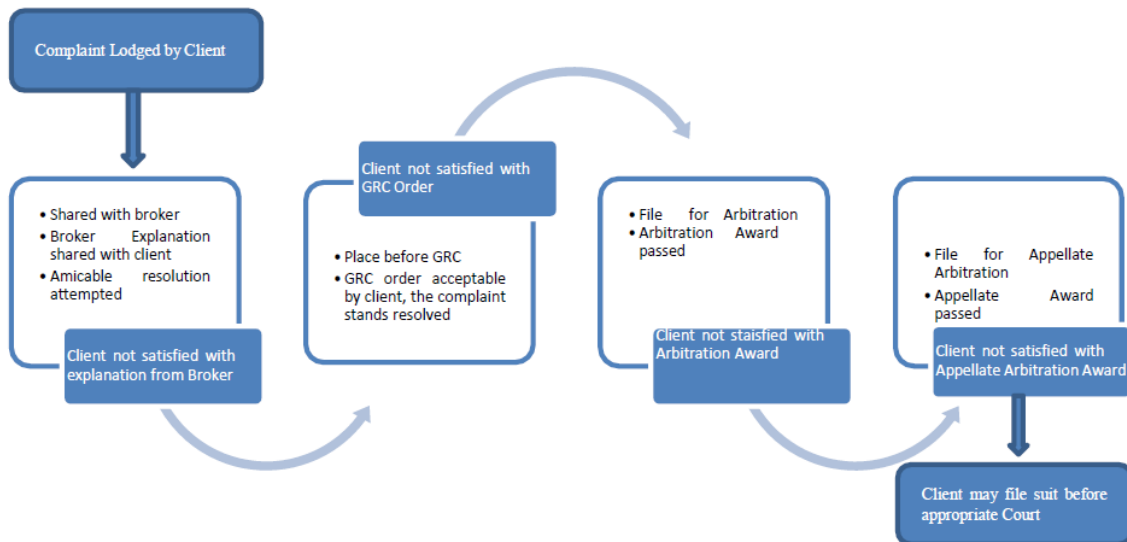 Complaint Lodged by Client
• Shared with broker
• Broker Explanation
shared with client
• Amicable resolution
attempted
Client not satisfied with
explanation from Broker
Client not satisfied with
GRC Order
• Place before GRC
• GRC order acceptable
by client, the complaint
stands resolved
• File for Arbitration
• Arbitration Award
passed
Client not staisfied with
Arbitration Award
• File for Appellate
Arbitration
• Appellate Award
passed
Client not satisfied with
Appellate Arbitration Award
Client may file suit before
appropriate Court